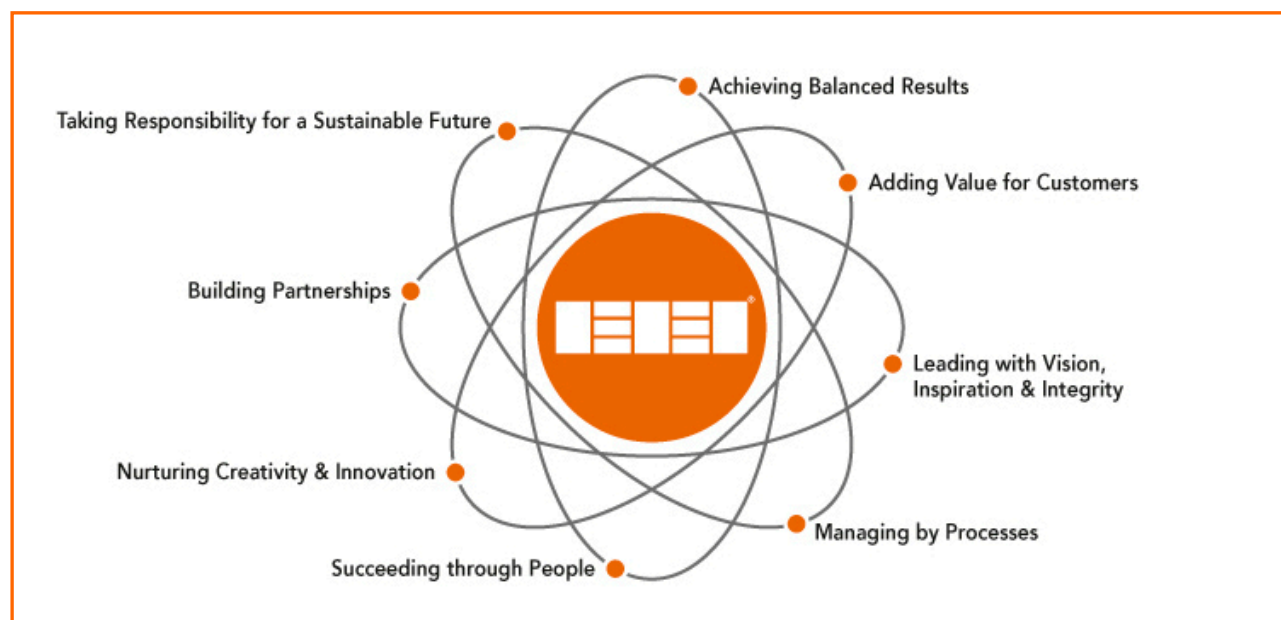 Achieving Balanced Results
Taking Responsibility for a Sustainable Future
Adding Value for Customers
Building Partnerships
Leading with Vision,
Inspiration & Integrity
Nurturing Creativity & Innovation
Managing by Processes
Succeeding through People
®